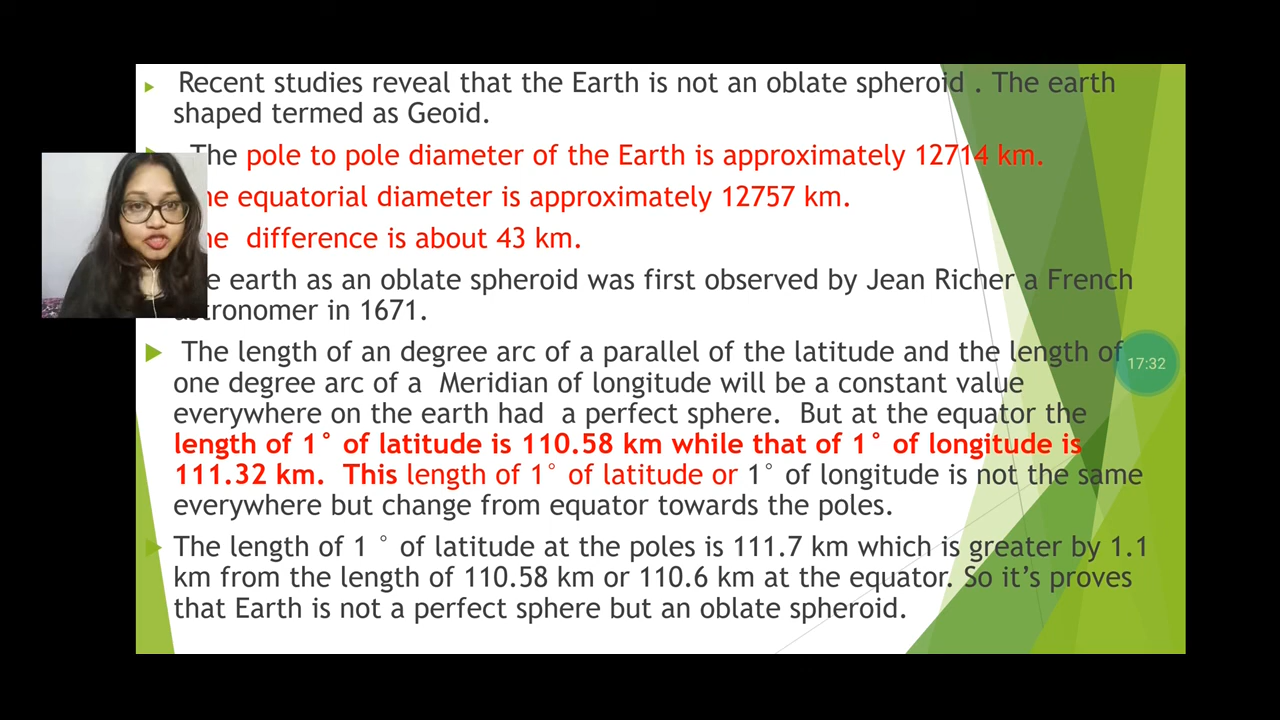 Recent studies reveal that the Earth is not an oblate spheroid . The earth
shaped termed as Geoid.
The pole to pole diameter of the Earth is approximately 12714 km.
he equatorial diameter is approximately 12757 km.
he difference is about 43 km.
e earth as an oblate spheroid was first observed by Jean Richer a French
astronomer in 1671.
The length of an degree arc of a parallel of the latitude and the length of
one degree arc of a Meridian of longitude will be a constant value
everywhere on the earth had a perfect sphere. But at the equator the
length of 1° of latitude is 110.58 km while that of 1° of longitude is
111.32 km. This length of 1° of latitude or 1° of longitude is not the same
everywhere but change from equator towards the poles.
The length of 1 ° of latitude at the poles is 111.7 km which is greater by 1.1
km from the length of 110.58 km or 110.6 km at the equator. So it's proves
that Earth is not a perfect sphere but an oblate spheroid.
17:32